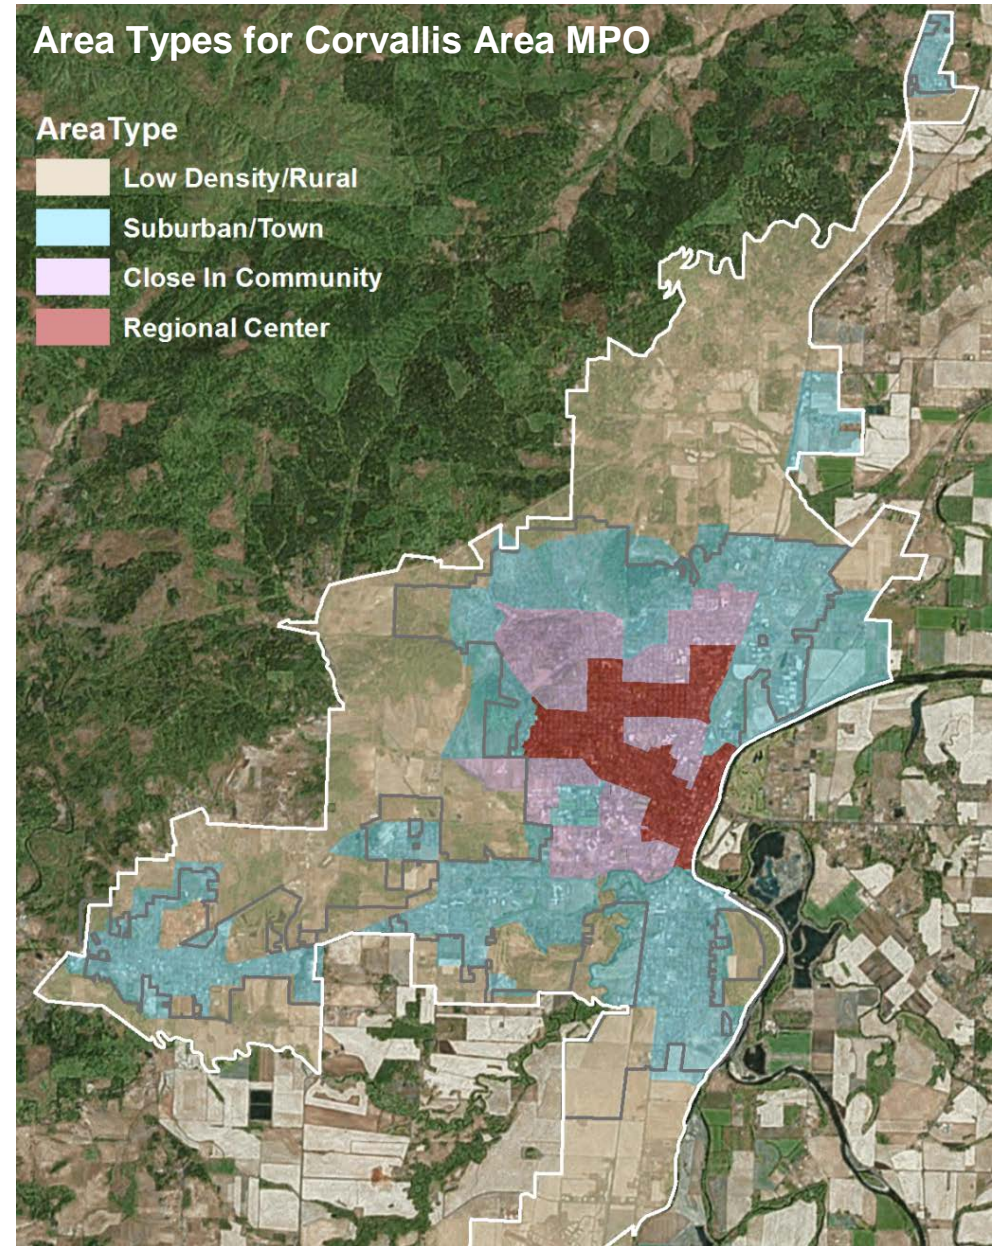 Area Types for Corvallis Area MPO
AreaType
Low Density/Rural
Suburban/Town
Close In Community
Regional Center